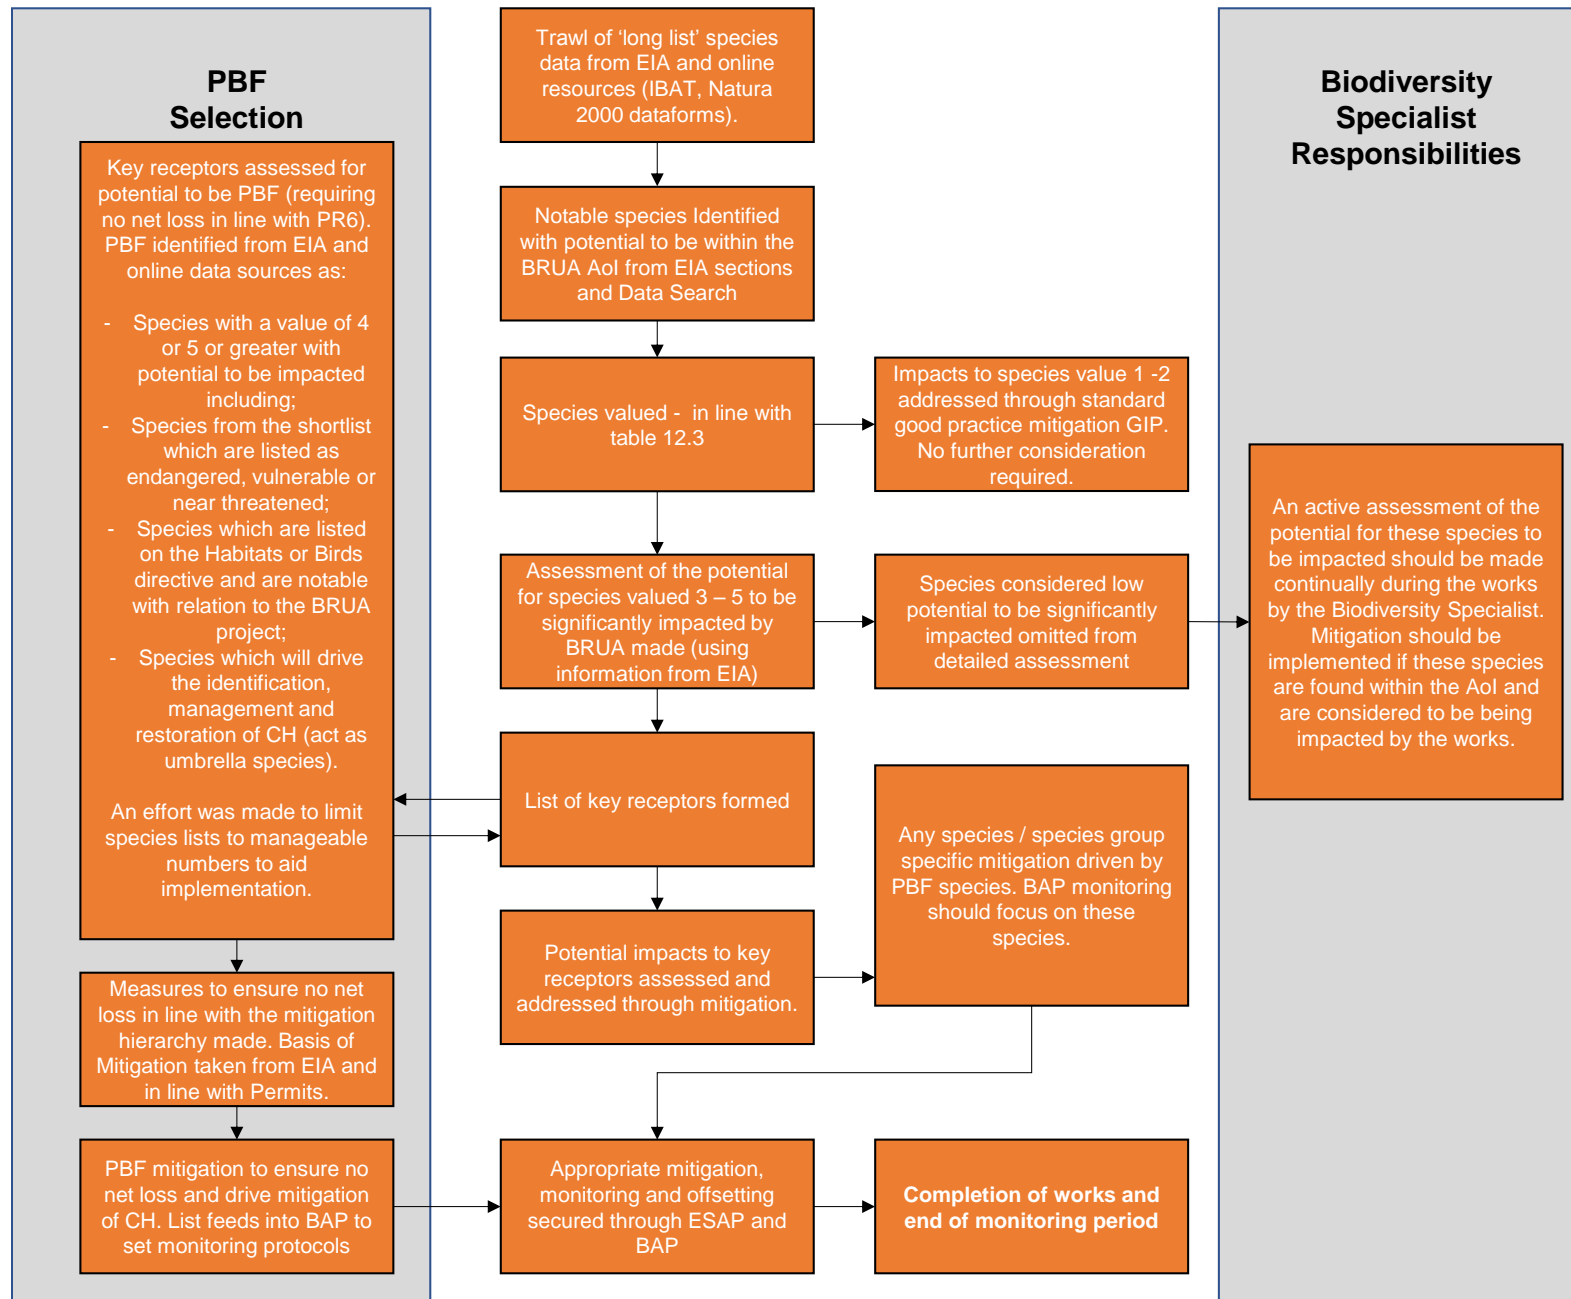 PBF
Selection
Key receptors assessed for
potential to be PBF (requiring
no net loss in line with PR6).
PBF identified from EIA and
online data sources as:
- Species with a value of 4
or 5 or greater with
potential to be impacted
including;
- Species from the shortlist
which are listed as
endangered, vulnerable or
near threatened;
- Species which are listed
on the Habitats or Birds
directive and are notable
with relation to the BRUA
project;
- Species which will drive
the identification,
management and
restoration of CH (act as
umbrella species).
An effort was made to limit
species lists to manageable
numbers to aid
implementation.
Measures to ensure no net
loss in line with the mitigation
hierarchy made. Basis of
Mitigation taken from EIA and
in line with Permits.
PBF mitigation to ensure no
net loss and drive mitigation
of CH. List feeds into BAP to
set monitoring protocols
Trawl of ‘long list’ species
data from EIA and online
resources (IBAT, Natura
2000 dataforms).
Notable species Identified
with potential to be within the
BRUA AoI from EIA sections
and Data Search
Species valued - in line with
table 12.3
Impacts to species value 1 -2
addressed through standard
good practice mitigation GIP.
No further consideration
required.
Assessment of the potential
for species valued 3 – 5 to be
significantly impacted by
BRUA made (using
information from EIA)
Species considered low
potential to be significantly
impacted omitted from
detailed assessment
List of key receptors formed
Potential impacts to key
receptors assessed and
addressed through mitigation.
Any species / species group
specific mitigation driven by
PBF species. BAP monitoring
should focus on these
species.
Appropriate mitigation,
monitoring and offsetting
secured through ESAP and
BAP
Completion of works and
end of monitoring period
Biodiversity
Specialist
Responsibilities
An active assessment of the
potential for these species to
be impacted should be made
continually during the works
by the Biodiversity Specialist.
Mitigation should be
implemented if these species
are found within the AoI and
are considered to be being
impacted by the works.